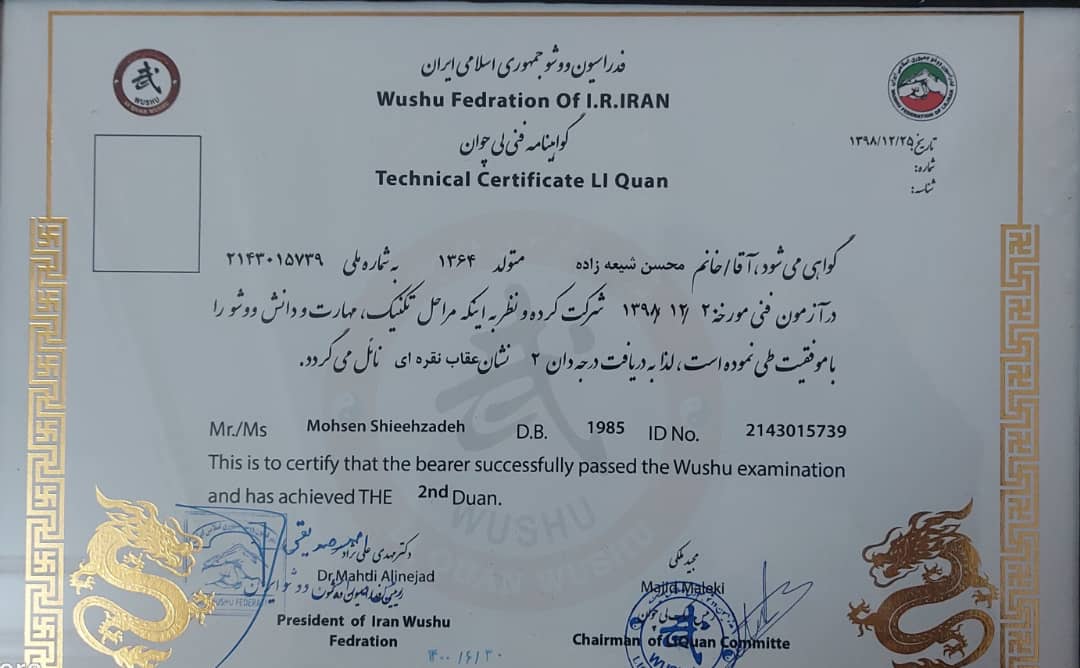 فدراسیون ووشو جمهوری اسلامی ایران
Wushu Fedration Of I.R.IRAN
گواهینامه فنی لی چوان
Technical Certificate LI Quan
WUSHU
تاریخ: ۱۳۹۸/۱۲/۲۵
شماره:
شناسه:
گواهی می شود، آقا/خانم محسن شیعه زاده متولد ۱۳۶۴ به شماره ملی ۲۱۴۳۰۱۵۷۳۹
در آزمون فنی مورخه ۲ /۱۲ /۱۳۹۸ شرکت کرده و نظر به اینکه مراحل تکنیک، مهارت و دانش ووشو را
با موفقیت طی نموده است، لذا به دریافت درجه دان ۲ نشان عقاب نقره ای نائل می گردد.
Mr./Ms Mohsen Shieehzadeh D.B. 1985 ID No. 2143015739
This is to certify that the bearer successfully passed the Wushu examination
and has achieved THE 2nd Duan.
WUSHU
دکتر مهدی علی نژاد
Dr.Mahdi Alinejad
President of Iran Wushu
Fedration
۱۴۰۰/۶/۳۰
مجید ملکی
Majid Maleki
Chairman of Quan Committe